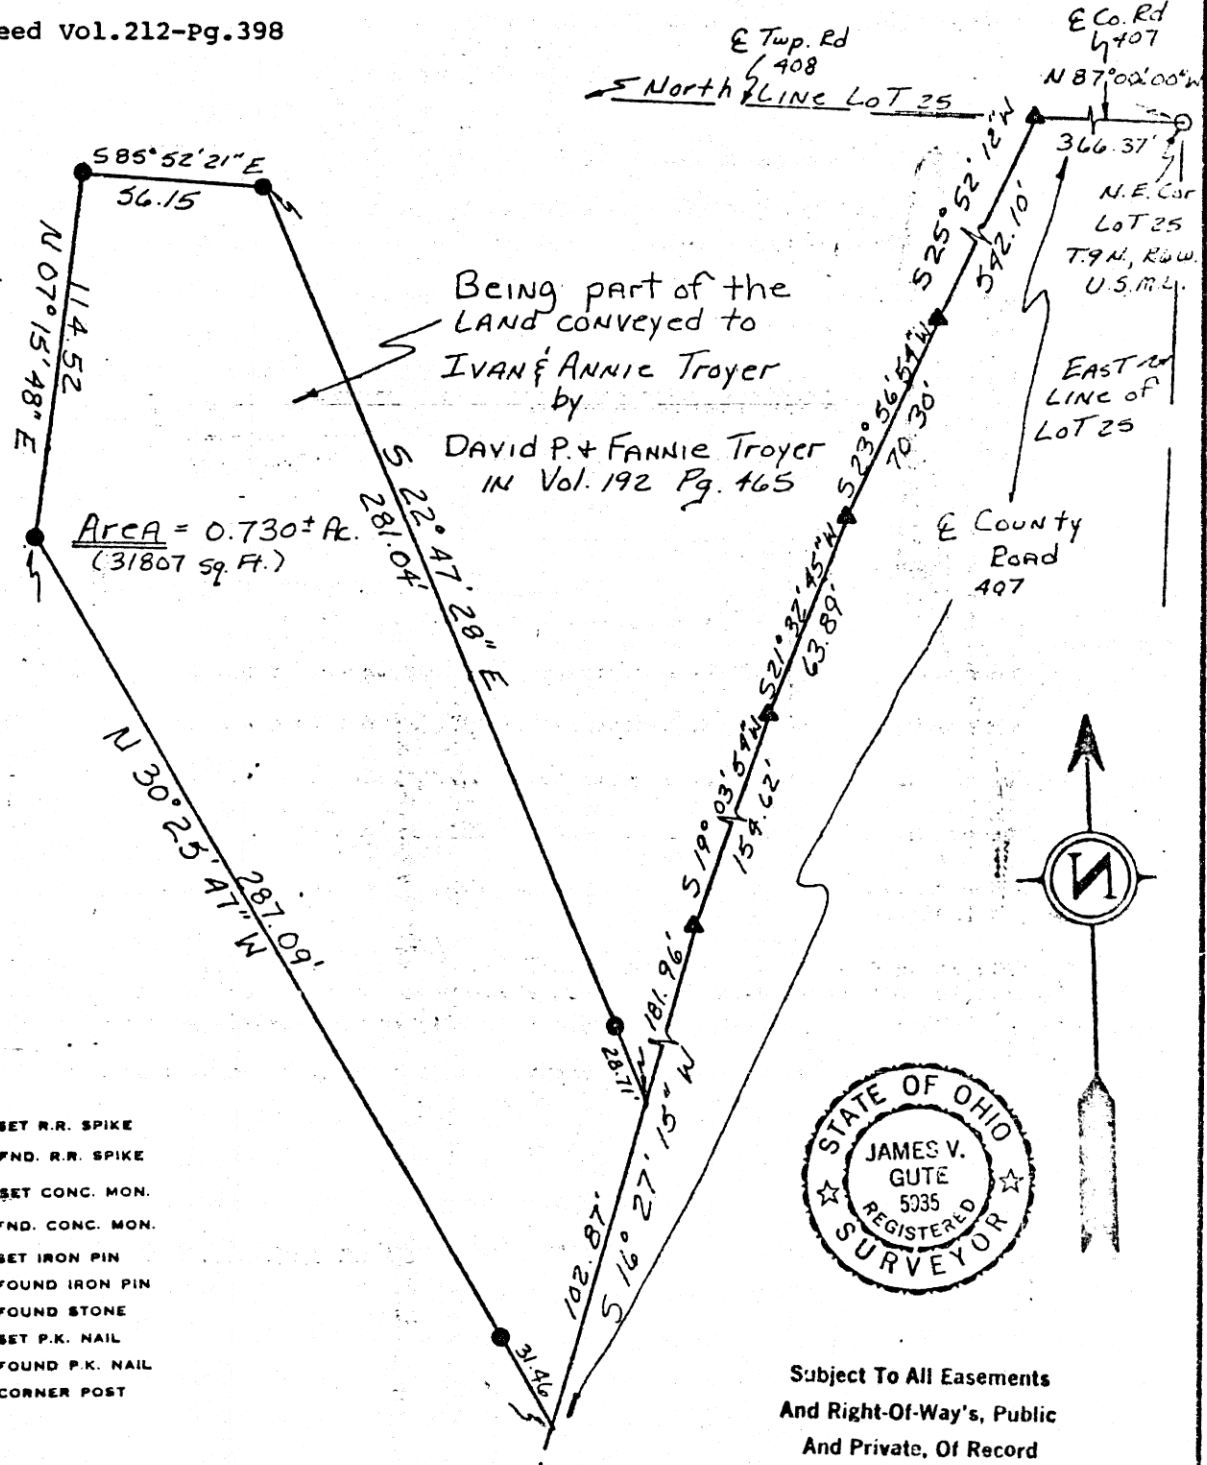 eed Vol.212-Pg.398
℄ Twp. Rd
408
℄ Co. Rd
407
N 87°00'00" W
North LINE LOT 25
366.37'
N.E. Cor
LOT 25
T.9N.,
U.S.M.L.
EAST
LINE of
LOT 25
S 85° 52' 21" E
56.15
N 07° 15' 48" E
114.52
Being part of the
LAND conveyed to
IVAN & ANNIE Troyer
by
DAVID P. & FANNIE Troyer
IN Vol. 192 Pg. 465
S 25° 52' 12" W
542.10'
S 23° 56' 54" W
70.30'
S 21° 32' 45" W
63.89'
S 19° 03' 54" W
154.62'
℄ COUNTY
ROAD
407
AREA = 0.730± Ac.
(31807 sq. Ft.)
S 22° 47' 28" E
281.04'
N 30° 25' 47" W
287.09'
181.96'
28.71'
S 16° 27' 15" W
102.87'
31.46
N
SET R.R. SPIKE
FND. R.R. SPIKE
SET CONC. MON.
FND. CONC. MON.
SET IRON PIN
FOUND IRON PIN
FOUND STONE
SET P.K. NAIL
FOUND P.K. NAIL
CORNER POST
STATE OF OHIO
JAMES V.
GUTE
5035
REGISTERED
SURVEYOR
Subject To All Easements
And Right-Of-Way's, Public
And Private, Of Record